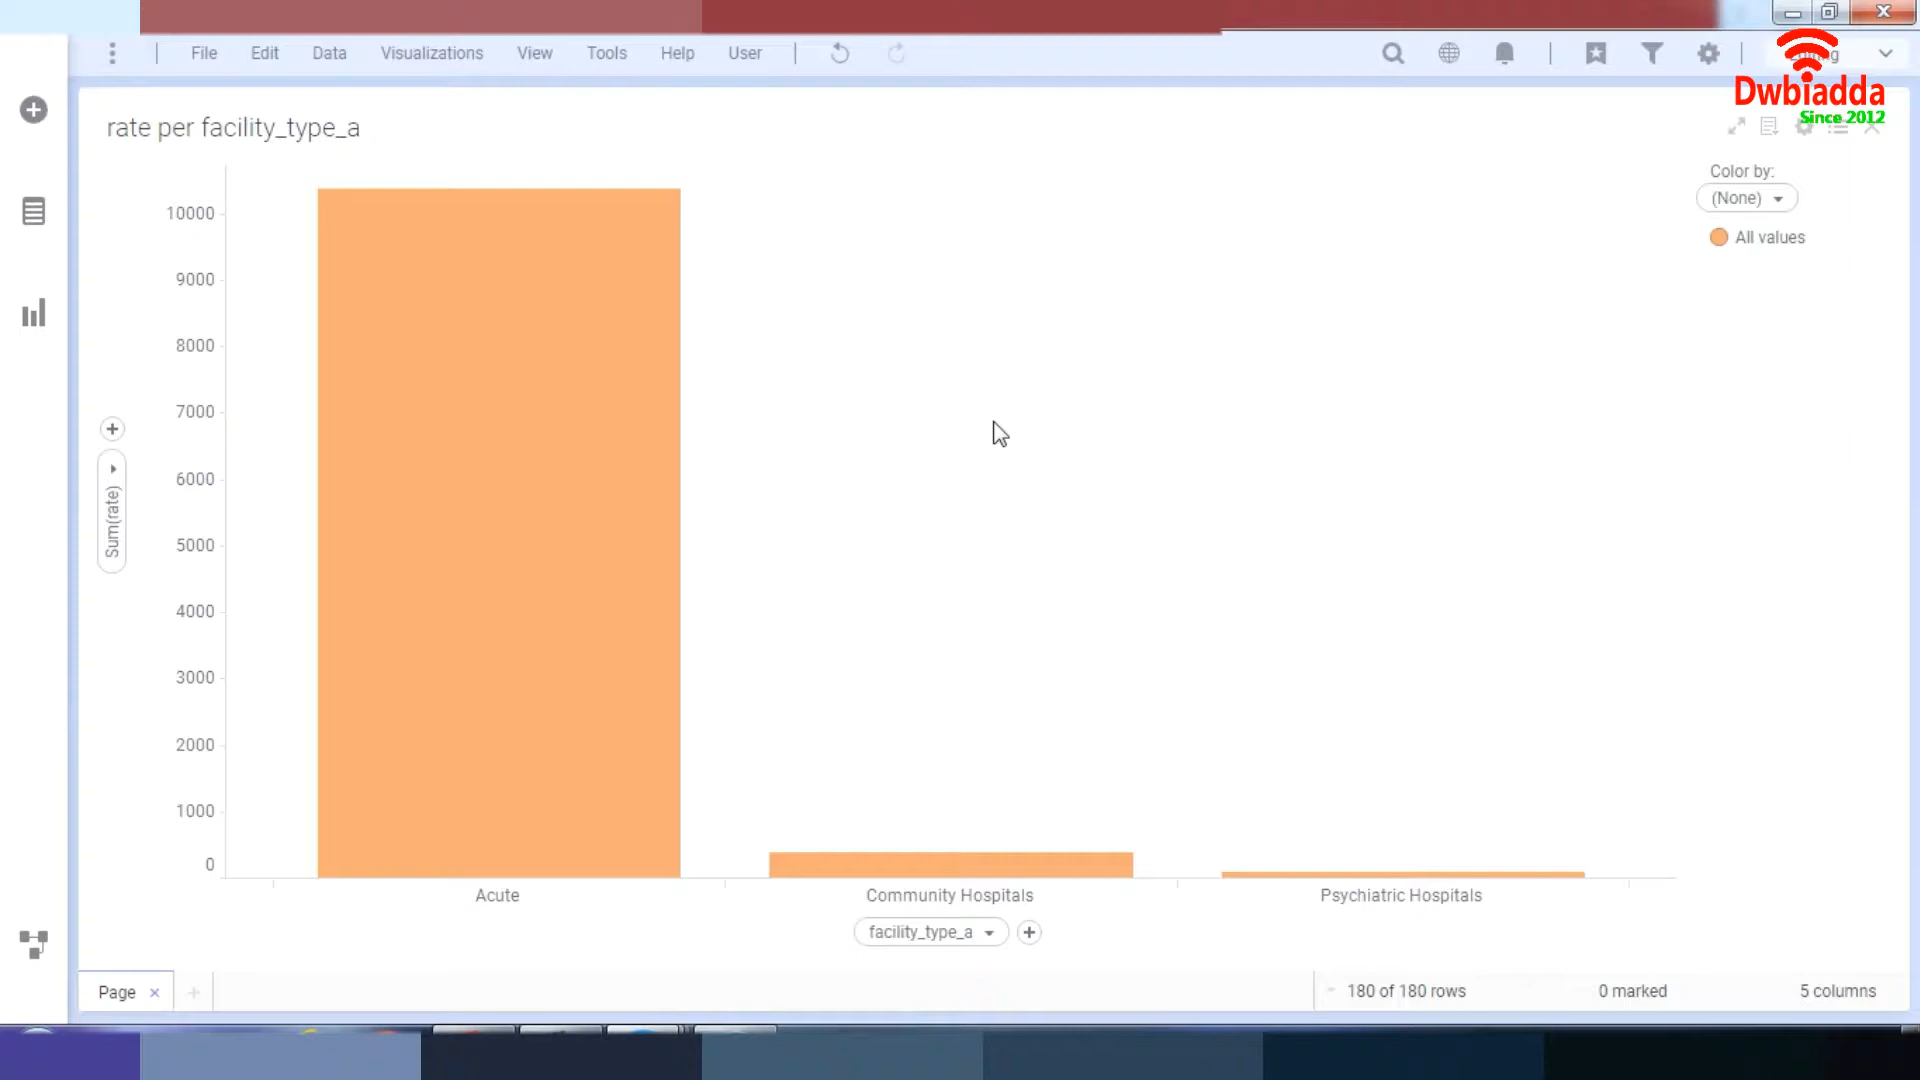 File Edit Data Visualizations View Tools Help User
Dwbiadda
Since 2012
rate per facility_type_a
Color by:
(None)
All values
10000
9000
8000
7000
6000
5000
4000
3000
2000
1000
0
Sum(rate)
Acute Community Hospitals Psychiatric Hospitals
facility_type_a
Page
180 of 180 rows 0 marked 5 columns